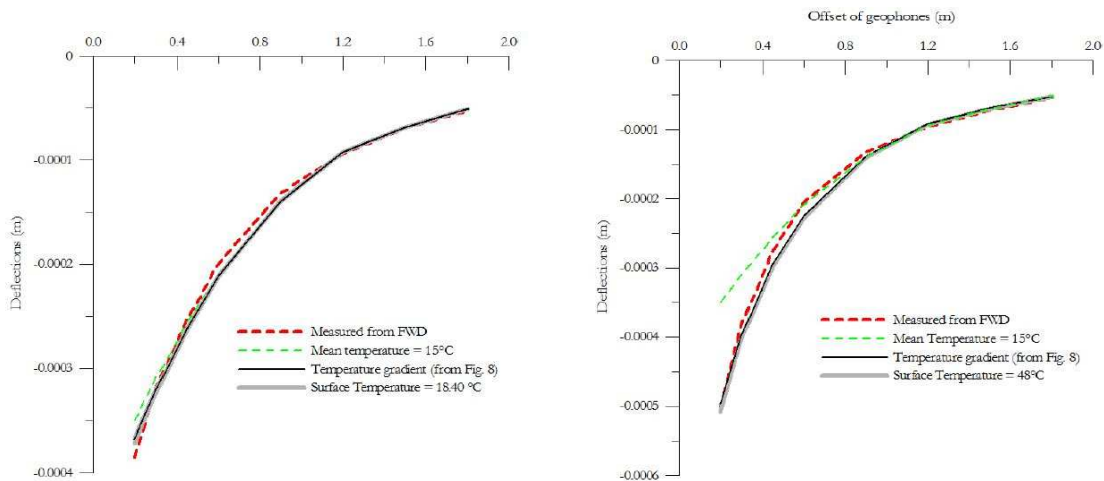 0.0 0.4 0.8 1.2 1.6 2.0
0
-0.0001
-0.0002
-0.0003
-0.0004
Deflections (m)
Measured from FWD
Mean temperature = 15°C
Temperature gradient (from Fig. 8)
Surface Temperature = 18.40 °C
Offset of geophones (m)
0.0 0.4 0.8 1.2 1.6 2.0
0
-0.0001
-0.0002
-0.0003
-0.0004
-0.0005
-0.0006
Deflections (m)
Measured from FWD
Mean Temperature = 15°C
Temperature gradient (from Fig. 8)
Surface Temperature = 48°C